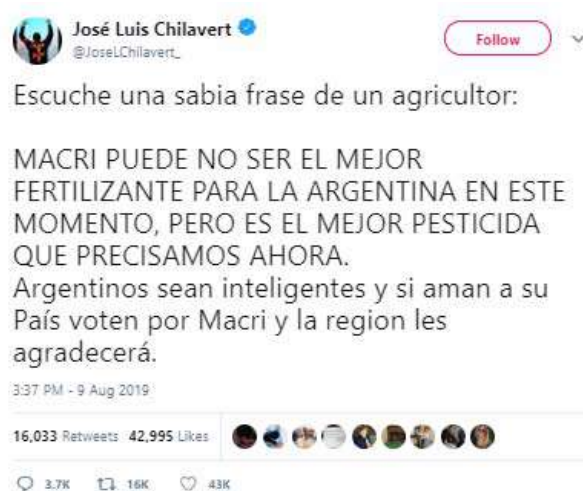 José Luis Chilavert
@JoseLChilavert_
Follow
Escuche una sabia frase de un agricultor:
MACRI PUEDE NO SER EL MEJOR
FERTILIZANTE PARA LA ARGENTINA EN ESTE
MOMENTO, PERO ES EL MEJOR PESTICIDA
QUE PRECISAMOS AHORA.
Argentinos sean inteligentes y si aman a su
País voten por Macri y la region les
agradecerá.
3:37 PM - 9 Aug 2019
16,033 Retweets 42,995 Likes
3.7K 16K 43K